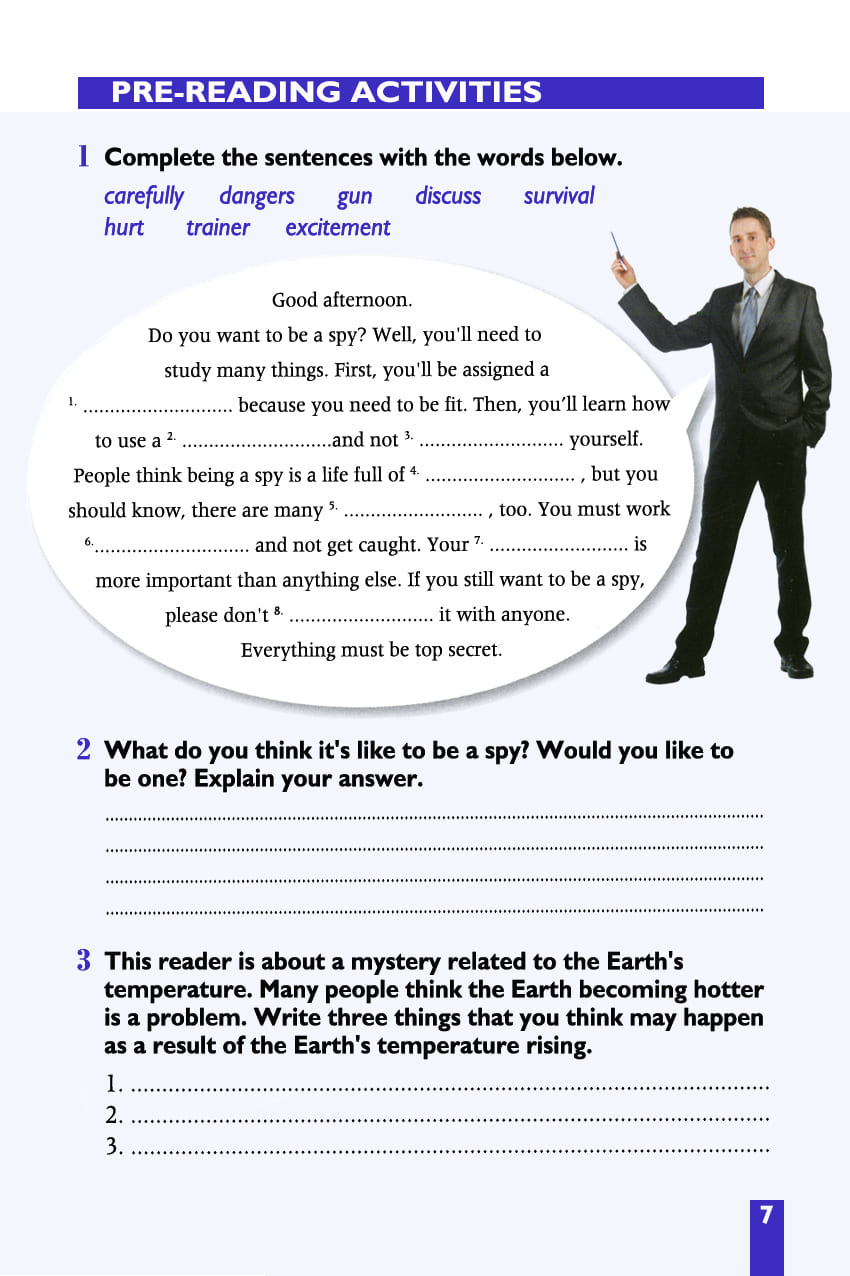 PRE-READING ACTIVITIES
1 Complete the sentences with the words below.
carefully dangers gun discuss survival
hurt trainer excitement
Good afternoon.
Do you want to be a spy? Well, you'll need to
study many things. First, you'll be assigned a
1. ............................ because you need to be fit. Then, you’ll learn how
to use a 2. ............................and not 3. ........................... yourself.
People think being a spy is a life full of 4. ............................ , but you
should know, there are many 5. .......................... , too. You must work
6............................. and not get caught. Your 7. .......................... is
more important than anything else. If you still want to be a spy,
please don't 8. ........................... it with anyone.
Everything must be top secret.
2 What do you think it's like to be a spy? Would you like to
be one? Explain your answer.
3 This reader is about a mystery related to the Earth's
temperature. Many people think the Earth becoming hotter
is a problem. Write three things that you think may happen
as a result of the Earth's temperature rising.
1. ......................................................................................................
2. ......................................................................................................
3. ......................................................................................................
7